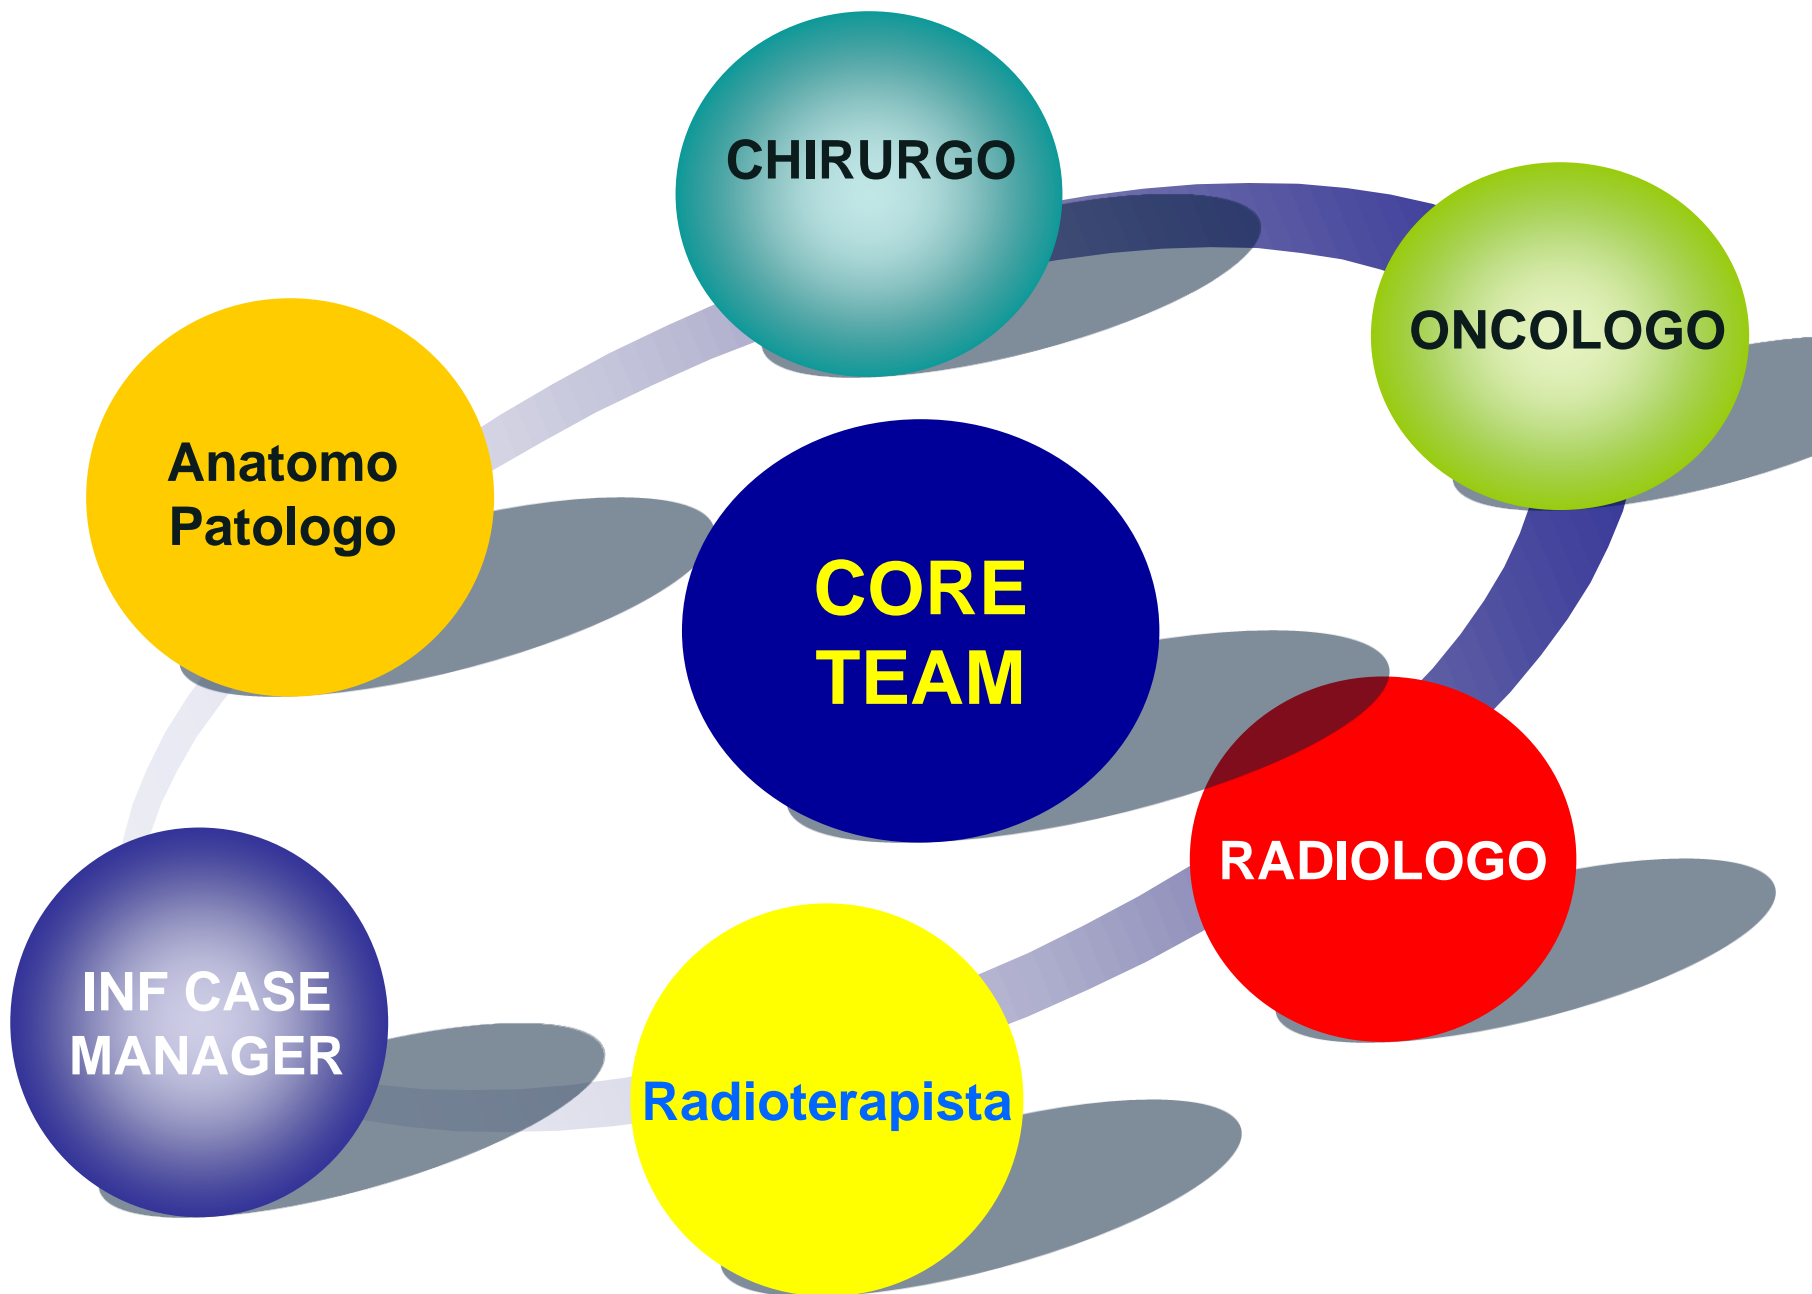 CHIRURGO
ONCOLOGO
Anatomo
Patologo
CORE
TEAM
RADIOLOGO
INF CASE
MANAGER
Radioterapista